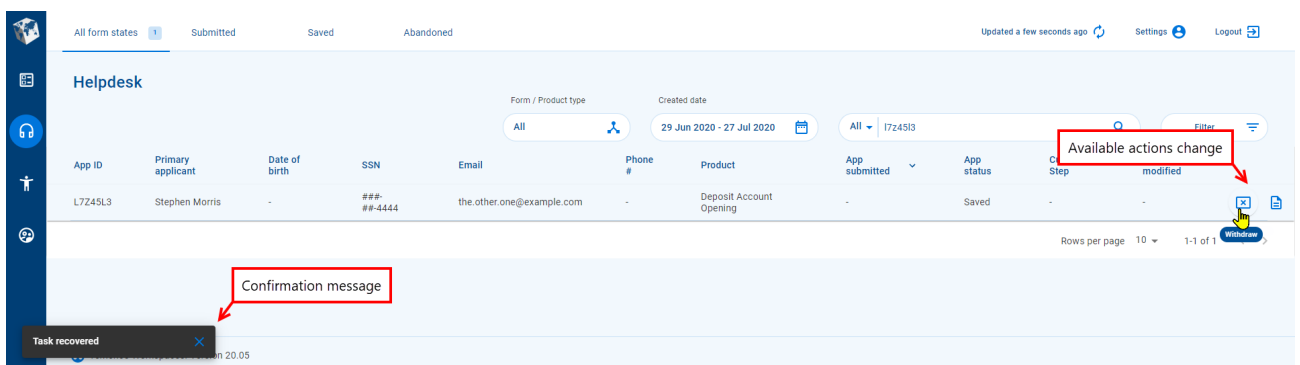 All form states 1 Submitted Saved Abandoned Updated a few seconds ago Settings Logout
Helpdesk
Form / Product type Created date
All 29 Jun 2020 - 27 Jul 2020 All l7z45l3 Filter
Available actions change
App ID Primary applicant Date of birth SSN Email Phone # Product App submitted App status Step modified
L7Z45L3 Stephen Morris - ###-##-4444 the.other.one@example.com - Deposit Account Opening - Saved - -
Withdraw
Rows per page 10 1-1 of 1
Confirmation message
Task recovered
20.05